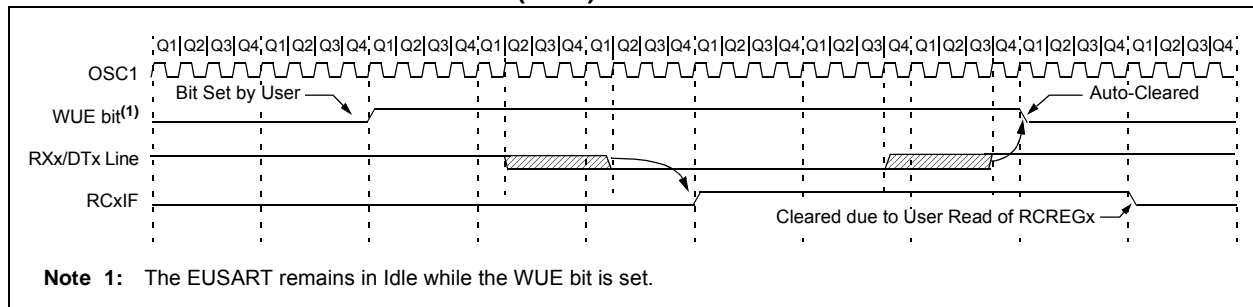 Q1 Q2 Q3 Q4 Q1 Q2 Q3 Q4 Q1 Q2 Q3 Q4 Q1 Q2 Q3 Q4 Q1 Q2 Q3 Q4 Q1 Q2 Q3 Q4 Q1 Q2 Q3 Q4 Q1 Q2 Q3 Q4 Q1 Q2 Q3 Q4 Q1 Q2 Q3 Q4
OSC1
Bit Set by User
Auto-Cleared
WUE bit(1)
RXx/DTx Line
RCxIF
Cleared due to User Read of RCREGx
Note 1: The EUSART remains in Idle while the WUE bit is set.